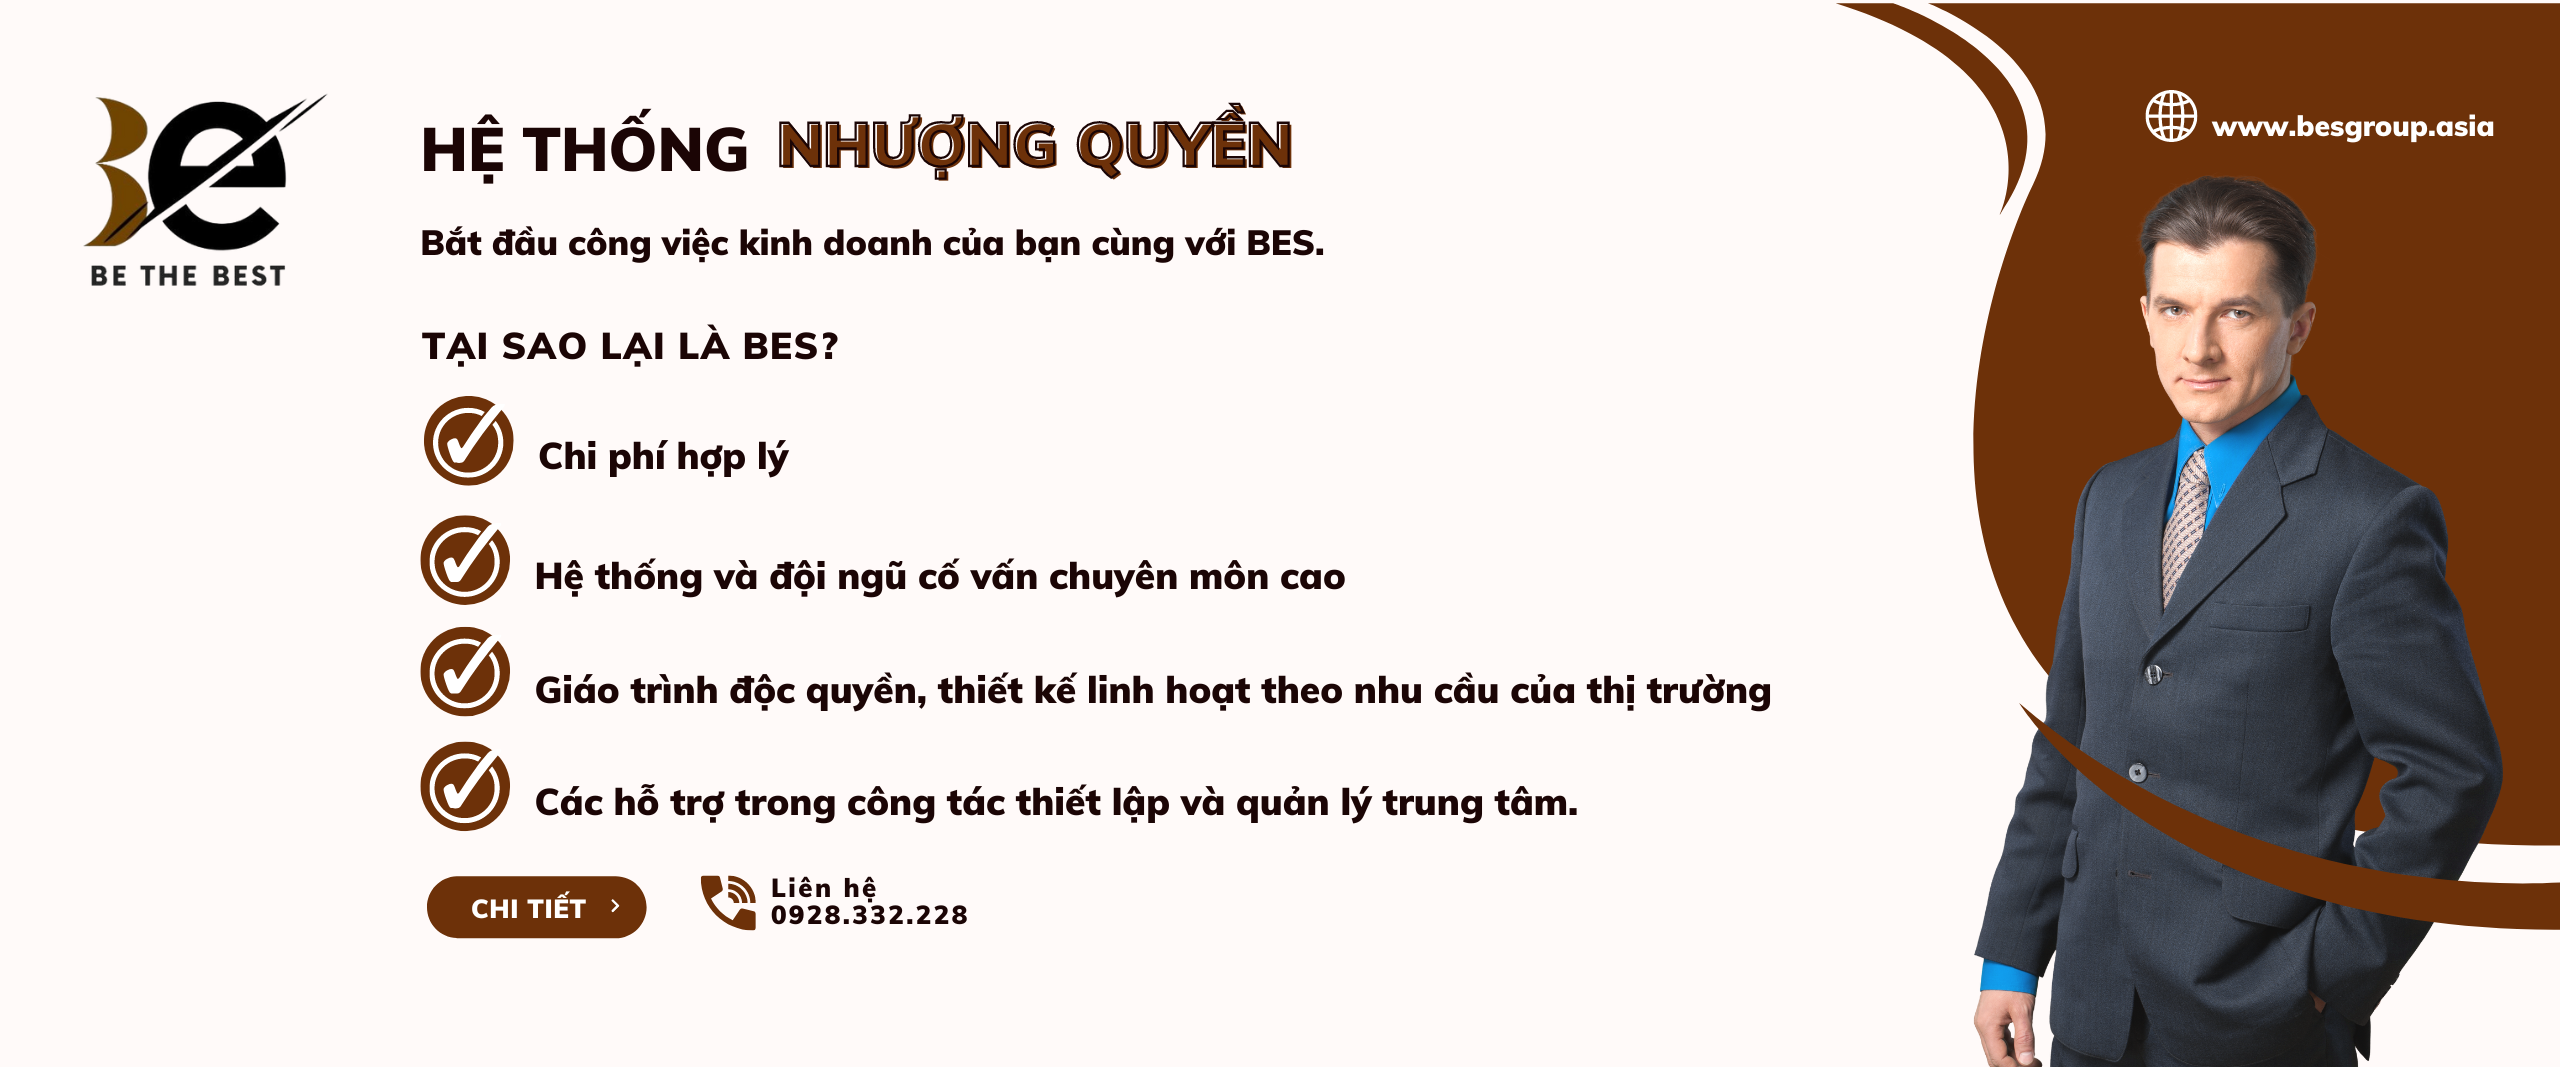 Be
BE THE BEST
HỆ THỐNG NHƯỢNG QUYỀN
www.besgroup.asia
Bắt đầu công việc kinh doanh của bạn cùng với BES.
TẠI SAO LẠI LÀ BES?
Chi phí hợp lý
Hệ thống và đội ngũ cố vấn chuyên môn cao
Giáo trình độc quyền, thiết kế linh hoạt theo nhu cầu của thị trường
Các hỗ trợ trong công tác thiết lập và quản lý trung tâm.
CHI TIẾT
Liên hệ
0928.332.228